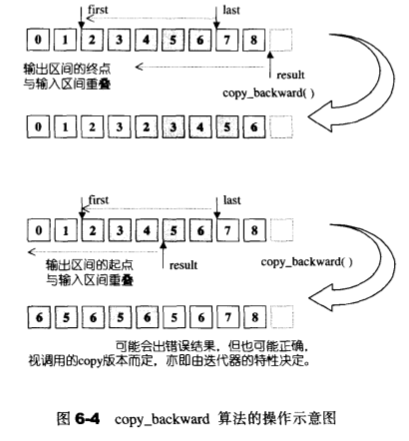 first last
0 1 2 3 4 5 6 7 8
输出区间的终点
与输入区间重叠
result
copy_backward( )
0 1 2 3 2 3 4 5 6
first last
0 1 2 3 4 5 6 7 8
输出区间的起点
与输入区间重叠
result
copy_backward( )
6 5 6 5 6 5 6 7 8
可能会出错误结果，但也可能正确，
视调用的copy版本而定，亦即由迭代器的特性决定。
图 6-4 copy_backward 算法的操作示意图